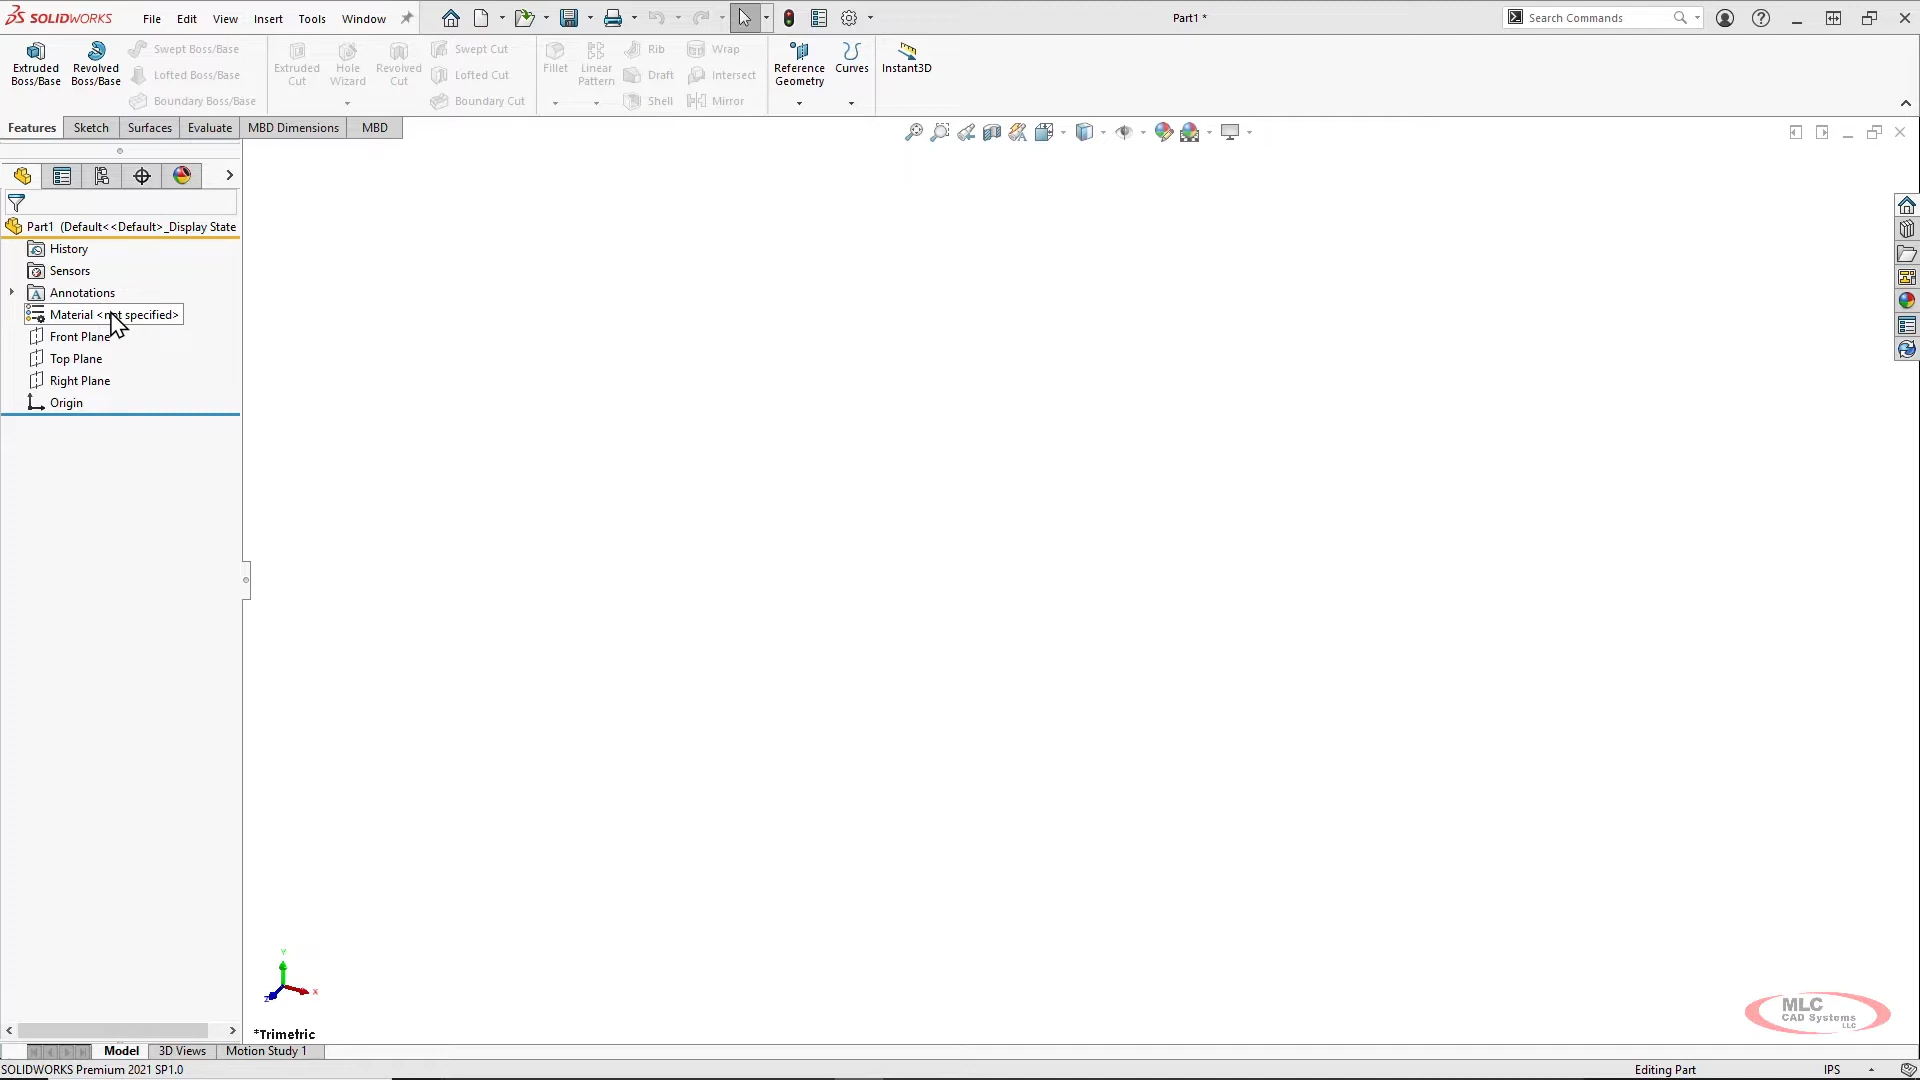 SOLIDWORKS File Edit View Insert Tools Window Part1 * Search Commands
Extruded Boss/Base
Revolved Boss/Base
Swept Boss/Base
Lofted Boss/Base
Boundary Boss/Base
Extruded Cut
Hole Wizard
Revolved Cut
Swept Cut
Lofted Cut
Boundary Cut
Fillet
Linear Pattern
Rib
Draft
Shell
Wrap
Intersect
Mirror
Reference Geometry
Curves
Instant3D
Features Sketch Surfaces Evaluate MBD Dimensions MBD
Part1 (Default<<Default>_Display State
History
Sensors
Annotations
Material <not specified>
Front Plane
Top Plane
Right Plane
Origin
Y
X
Z
*Trimetric
MLC
CAD Systems
LLC
Model 3D Views Motion Study 1
SOLIDWORKS Premium 2021 SP1.0 Editing Part IPS